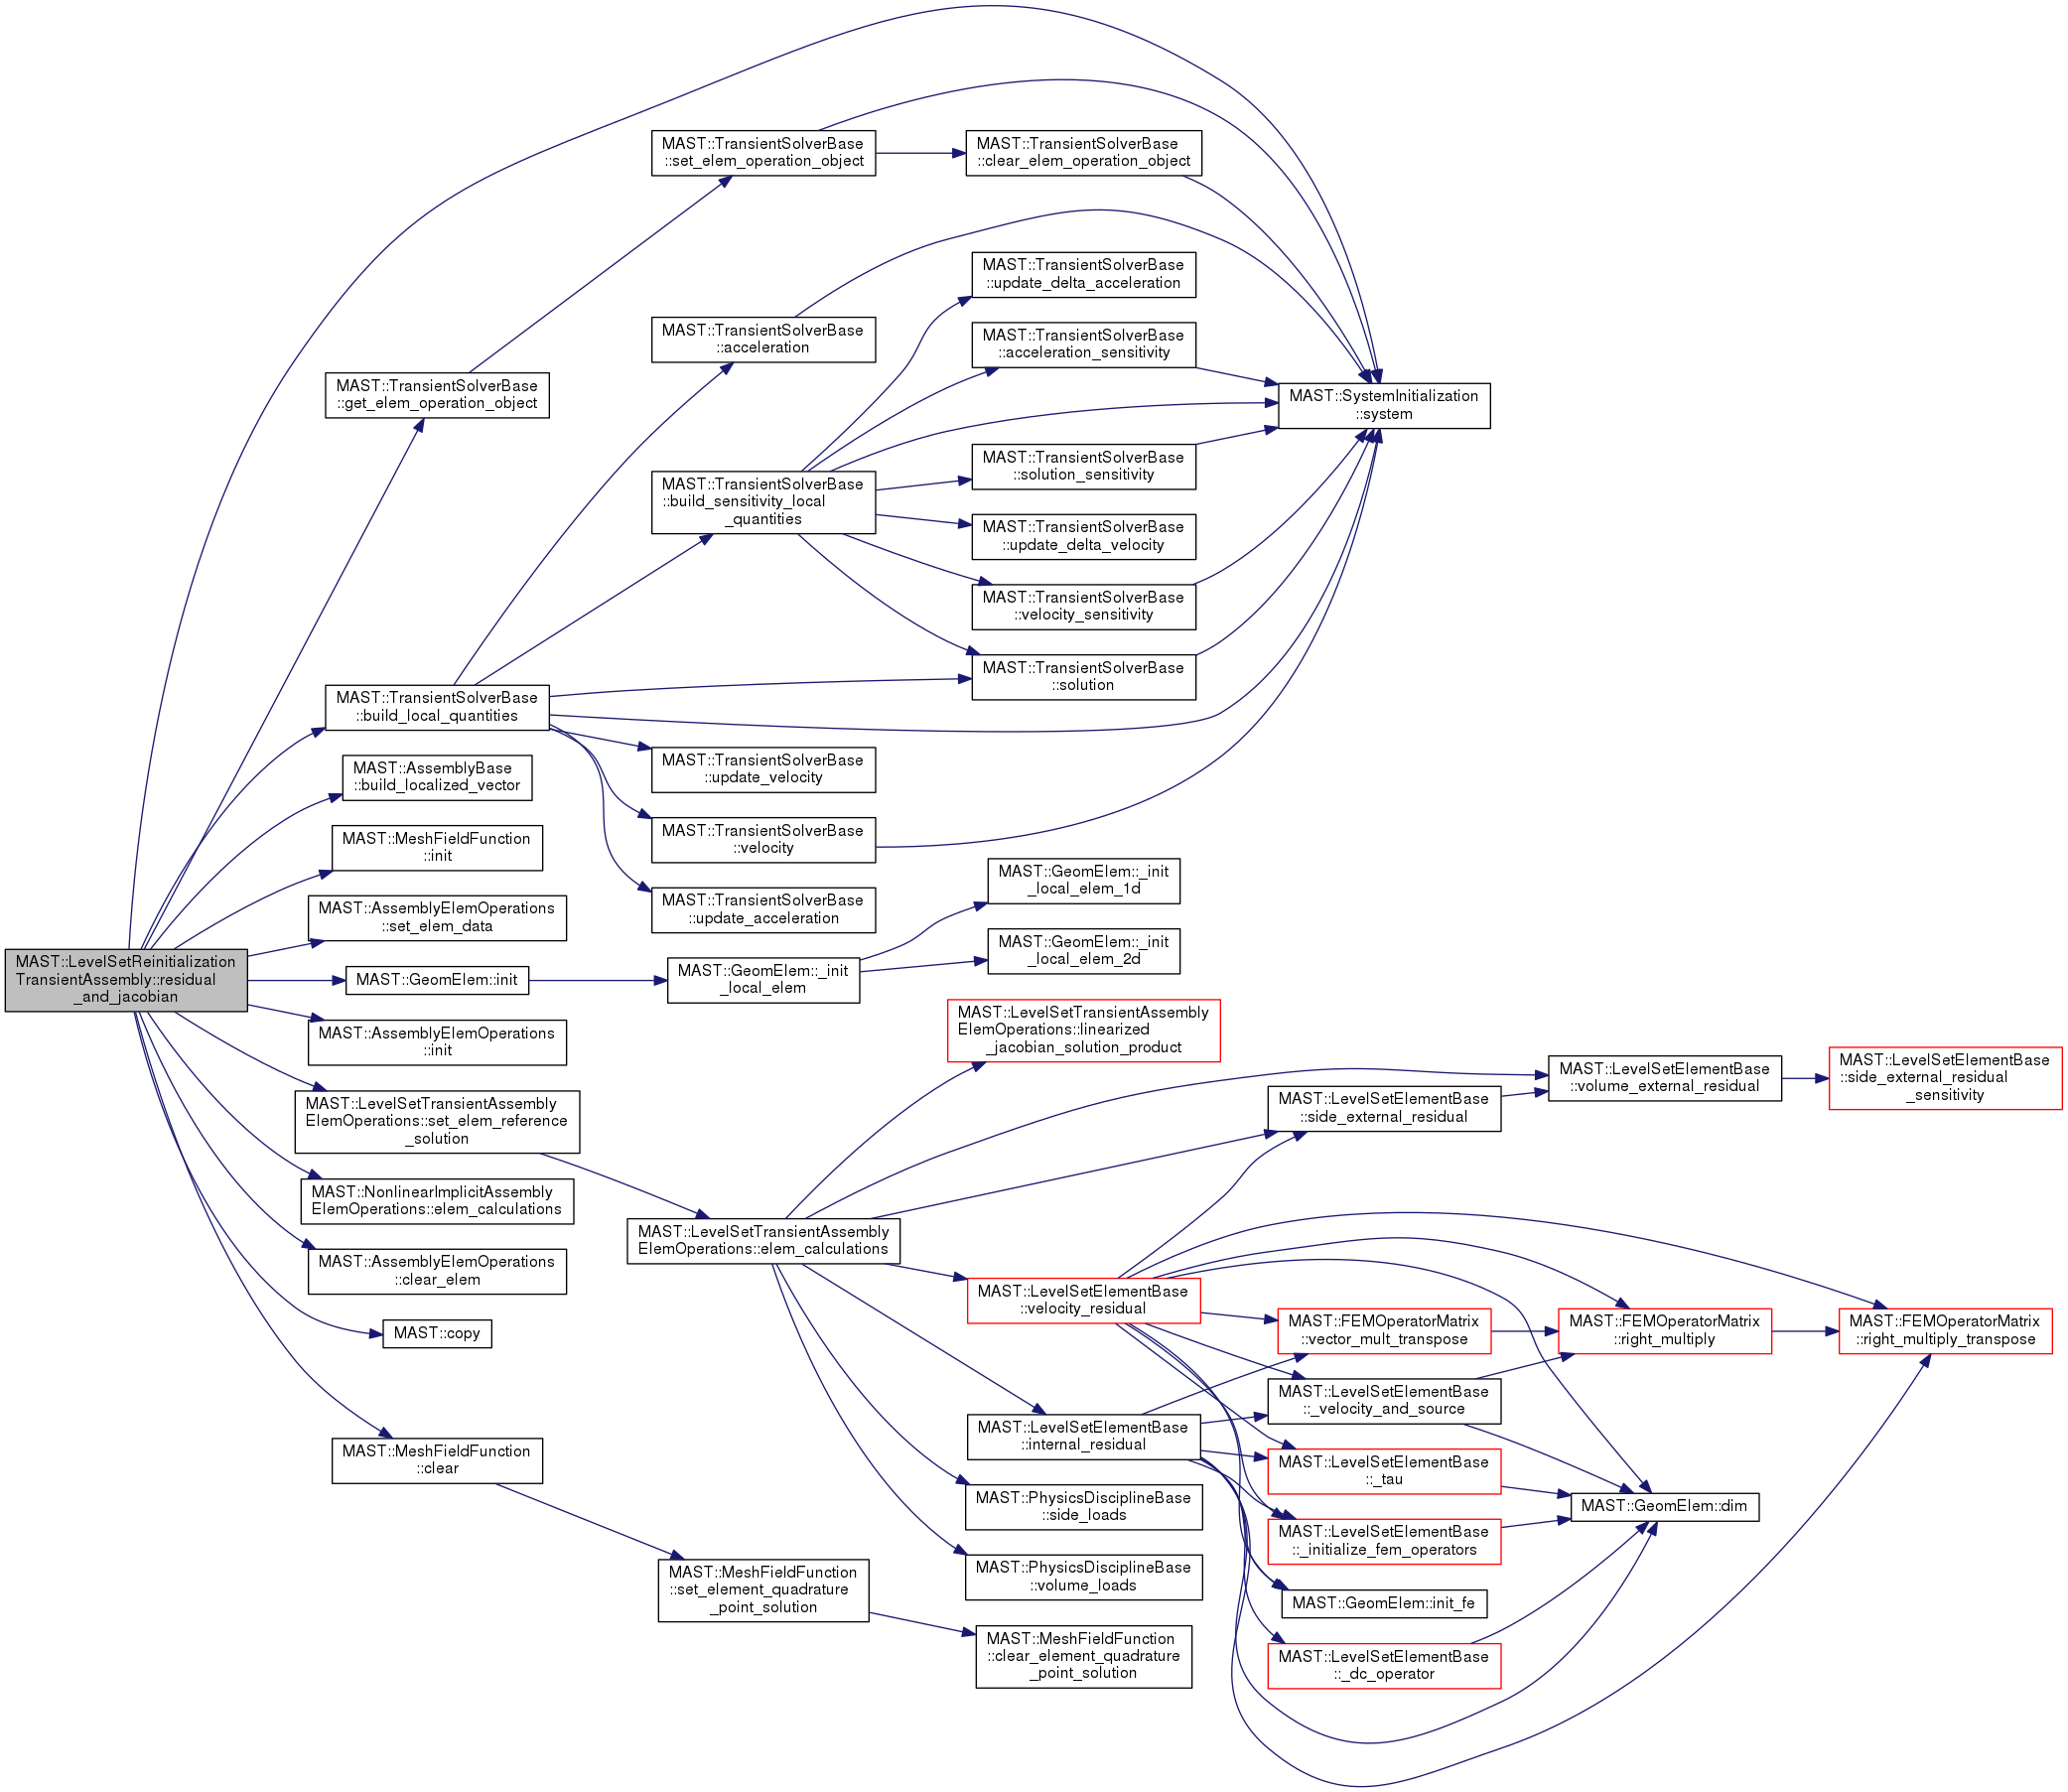 MAST::LevelSetReinitialization
TransientAssembly::residual
_and_jacobian
MAST::TransientSolverBase
::get_elem_operation_object
MAST::TransientSolverBase
::build_local_quantities
MAST::AssemblyBase
::build_localized_vector
MAST::MeshFieldFunction
::init
MAST::AssemblyElemOperations
::set_elem_data
MAST::GeomElem::init
MAST::AssemblyElemOperations
::init
MAST::LevelSetTransientAssembly
ElemOperations::set_elem_reference
_solution
MAST::NonlinearImplicitAssembly
ElemOperations::elem_calculations
MAST::AssemblyElemOperations
::clear_elem
MAST::copy
MAST::MeshFieldFunction
::clear
MAST::TransientSolverBase
::set_elem_operation_object
MAST::TransientSolverBase
::acceleration
MAST::TransientSolverBase
::build_sensitivity_local
_quantities
MAST::TransientSolverBase
::update_velocity
MAST::TransientSolverBase
::velocity
MAST::TransientSolverBase
::update_acceleration
MAST::GeomElem::_init
_local_elem
MAST::LevelSetTransientAssembly
ElemOperations::elem_calculations
MAST::MeshFieldFunction
::set_element_quadrature
_point_solution
MAST::TransientSolverBase
::clear_elem_operation_object
MAST::TransientSolverBase
::update_delta_acceleration
MAST::TransientSolverBase
::acceleration_sensitivity
MAST::TransientSolverBase
::solution_sensitivity
MAST::TransientSolverBase
::update_delta_velocity
MAST::TransientSolverBase
::velocity_sensitivity
MAST::TransientSolverBase
::solution
MAST::GeomElem::_init
_local_elem_1d
MAST::GeomElem::_init
_local_elem_2d
MAST::LevelSetTransientAssembly
ElemOperations::linearized
_jacobian_solution_product
MAST::LevelSetElementBase
::velocity_residual
MAST::LevelSetElementBase
::internal_residual
MAST::PhysicsDisciplineBase
::side_loads
MAST::PhysicsDisciplineBase
::volume_loads
MAST::MeshFieldFunction
::clear_element_quadrature
_point_solution
MAST::SystemInitialization
::system
MAST::LevelSetElementBase
::side_external_residual
MAST::FEMOperatorMatrix
::vector_mult_transpose
MAST::LevelSetElementBase
::_velocity_and_source
MAST::LevelSetElementBase
::_tau
MAST::LevelSetElementBase
::_initialize_fem_operators
MAST::GeomElem::init_fe
MAST::LevelSetElementBase
::_dc_operator
MAST::LevelSetElementBase
::volume_external_residual
MAST::FEMOperatorMatrix
::right_multiply
MAST::GeomElem::dim
MAST::LevelSetElementBase
::side_external_residual
_sensitivity
MAST::FEMOperatorMatrix
::right_multiply_transpose